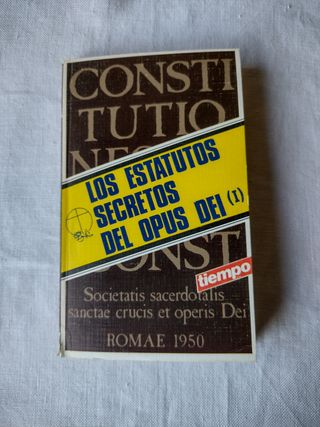 CONSTI
TUTIO
NES
LOS ESTATUTOS
SECRETOS
DEL OPUS DEI (I)
CONST
tiempo
Societatis sacerdotalis
sanctae crucis et operis Dei
ROMAE 1950